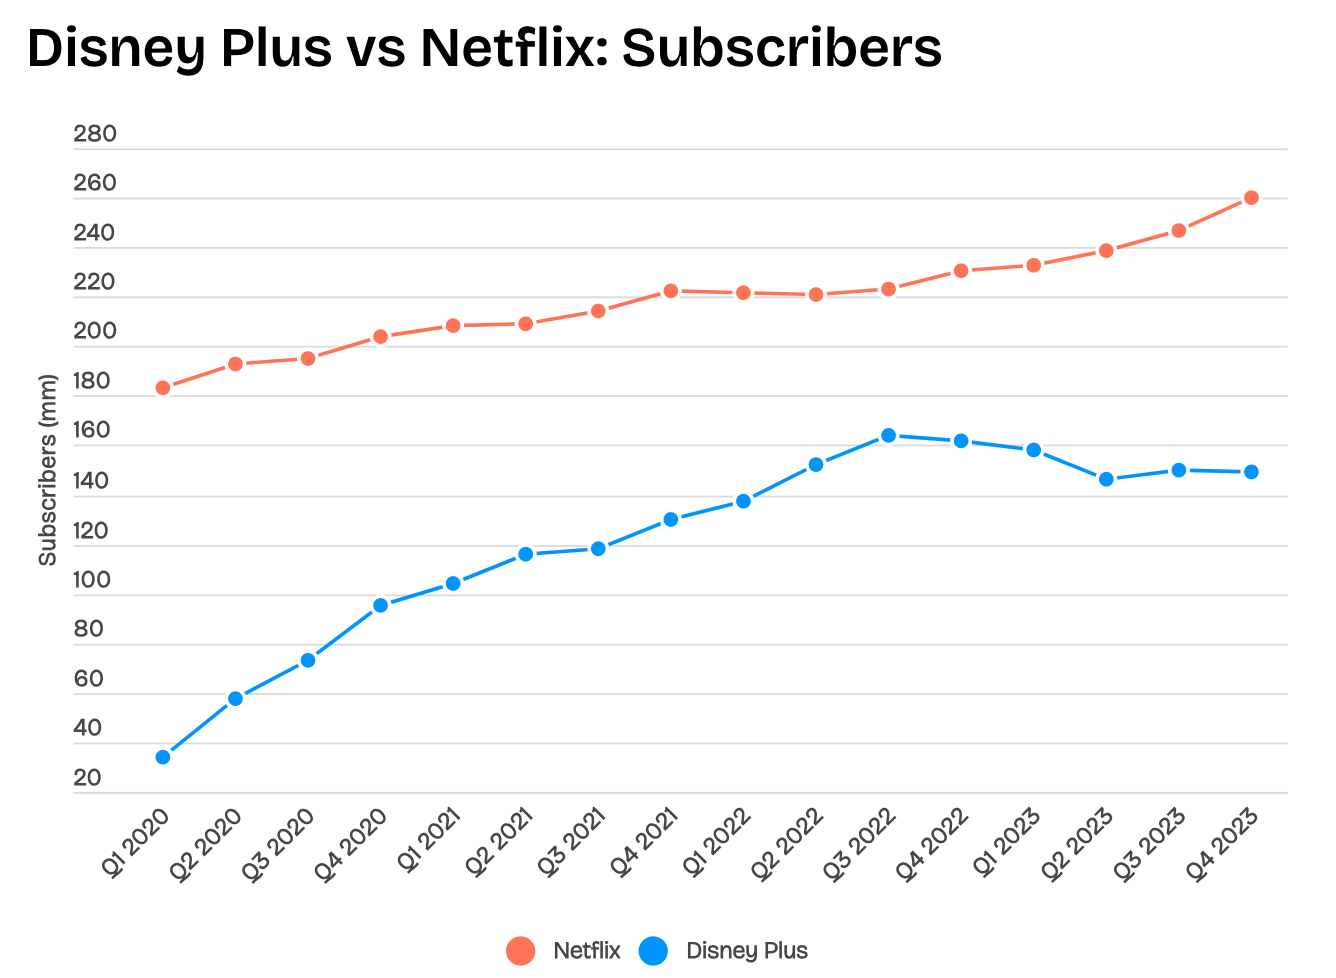 Disney Plus vs Netflix: Subscribers
280
260
240
220
200
180
160
140
120
100
80
60
40
20
Subscribers (mm)
Q1 2020
Q2 2020
Q3 2020
Q4 2020
Q1 2021
Q2 2021
Q3 2021
Q4 2021
Q1 2022
Q2 2022
Q3 2022
Q4 2022
Q1 2023
Q2 2023
Q3 2023
Q4 2023
Netflix
Disney Plus